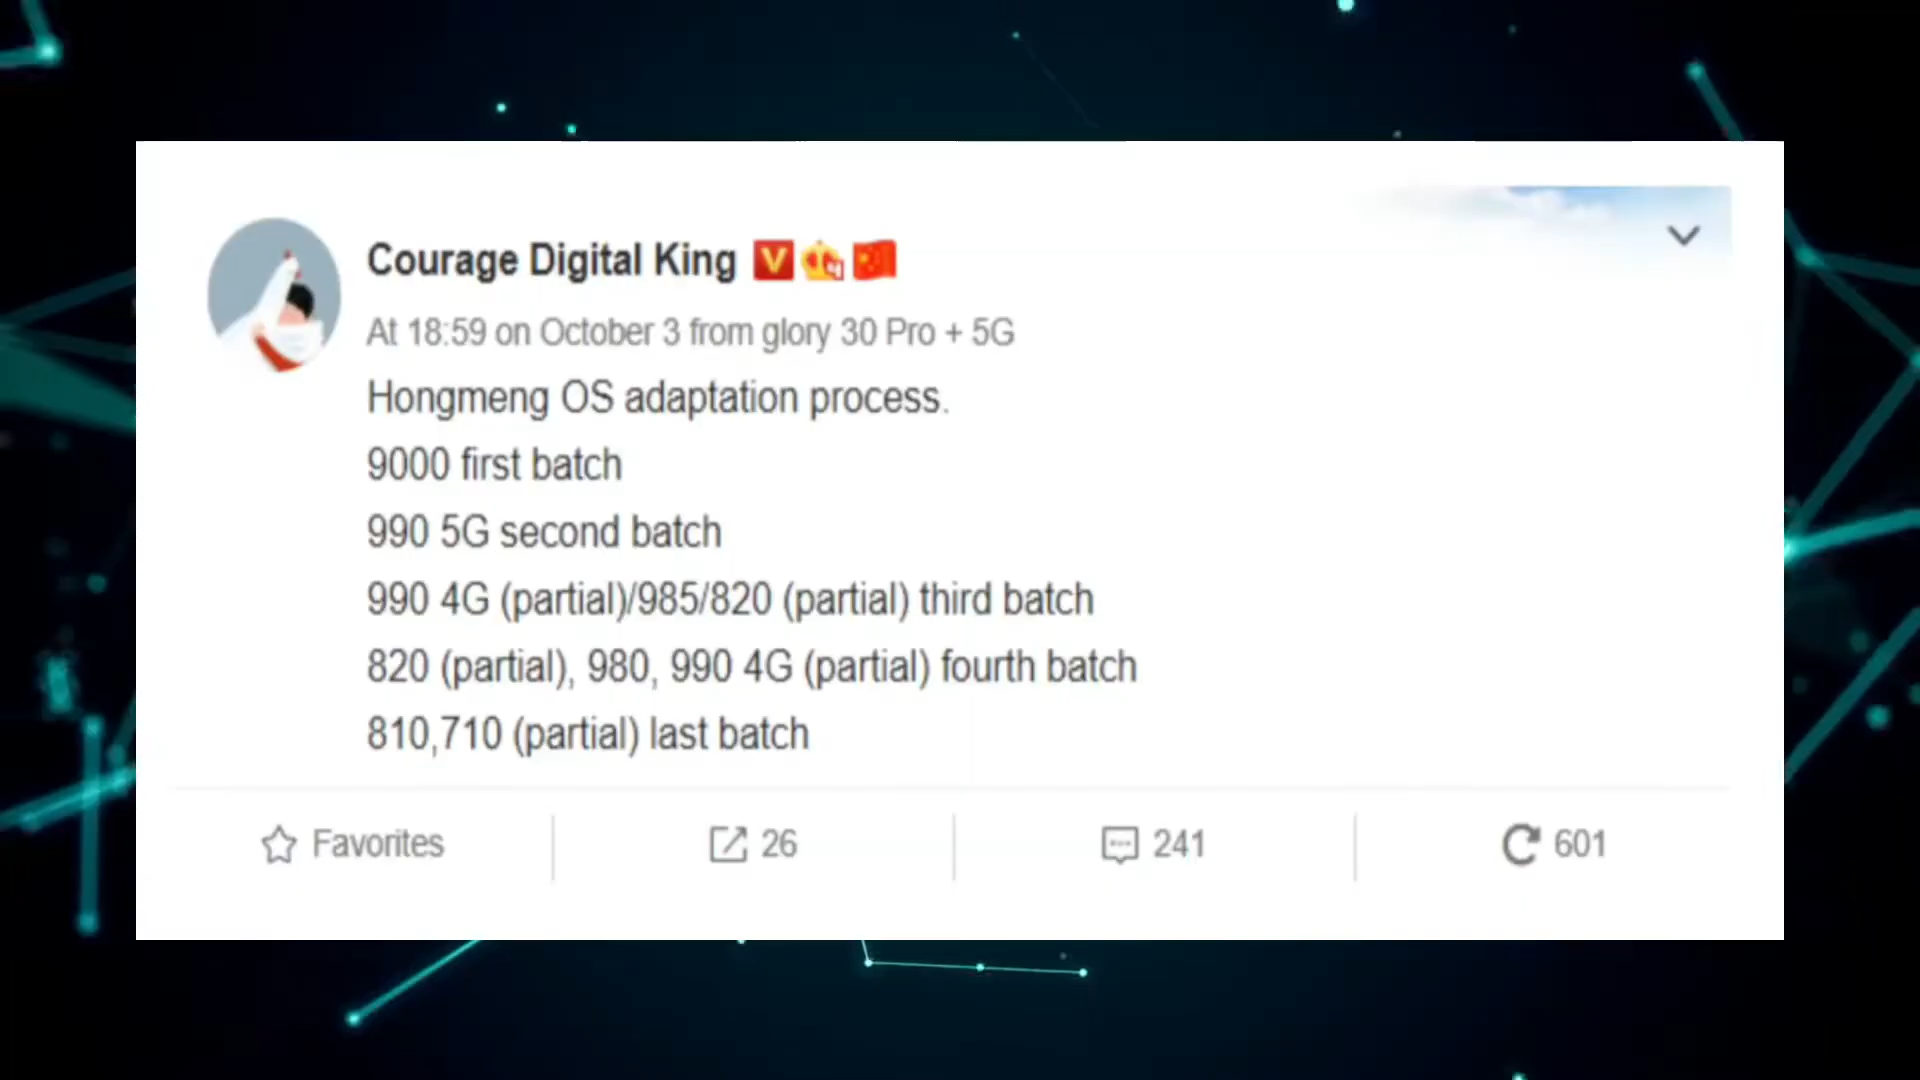 Courage Digital King
At 18:59 on October 3 from glory 30 Pro + 5G
Hongmeng OS adaptation process.
9000 first batch
990 5G second batch
990 4G (partial)/985/820 (partial) third batch
820 (partial), 980, 990 4G (partial) fourth batch
810,710 (partial) last batch
Favorites 26 241 601